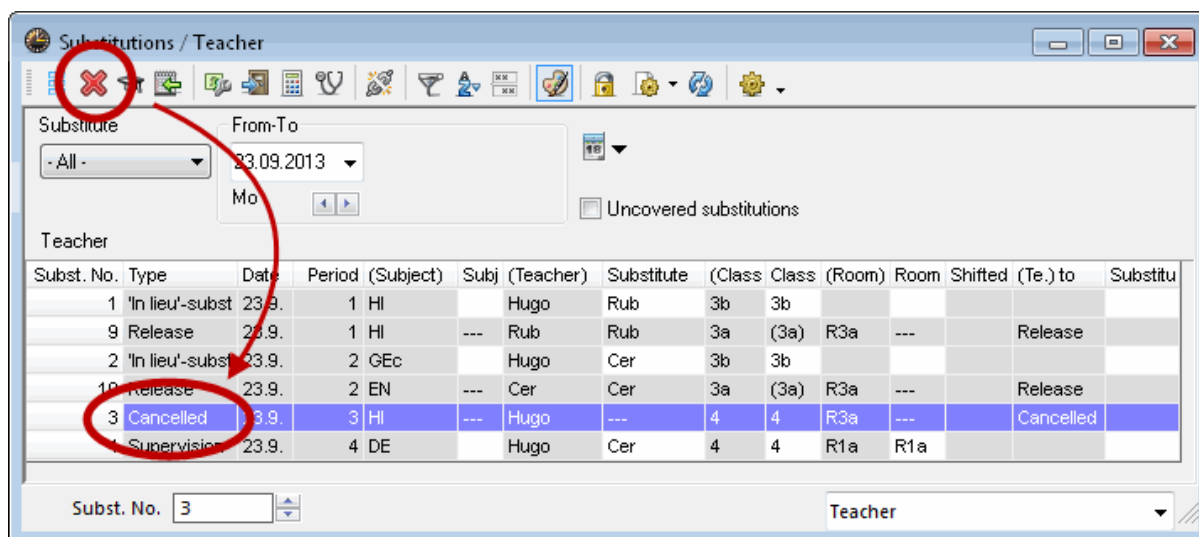 Substitutions / Teacher
Substitute From-To
- All - 23.09.2013
18
Mo
Uncovered substitutions
Teacher
Subst. No. Type Date Period (Subject) Subj (Teacher) Substitute (Class Class (Room) Room Shifted (Te.) to Substitu
1 'In lieu'-subst 23.9. 1 HI Hugo Rub 3b 3b
9 Release 23.9. 1 HI --- Rub Rub 3a (3a) R3a --- Release
2 'In lieu'-subst 23.9. 2 GEc Hugo Cer 3b 3b
10 Release 23.9. 2 EN --- Cer Cer 3a (3a) R3a --- Release
3 Cancelled 23.9. 3 HI --- Hugo --- 4 4 R3a --- Cancelled
4 Supervision 23.9. 4 DE Hugo Cer 4 4 R1a R1a
Subst. No. 3 Teacher